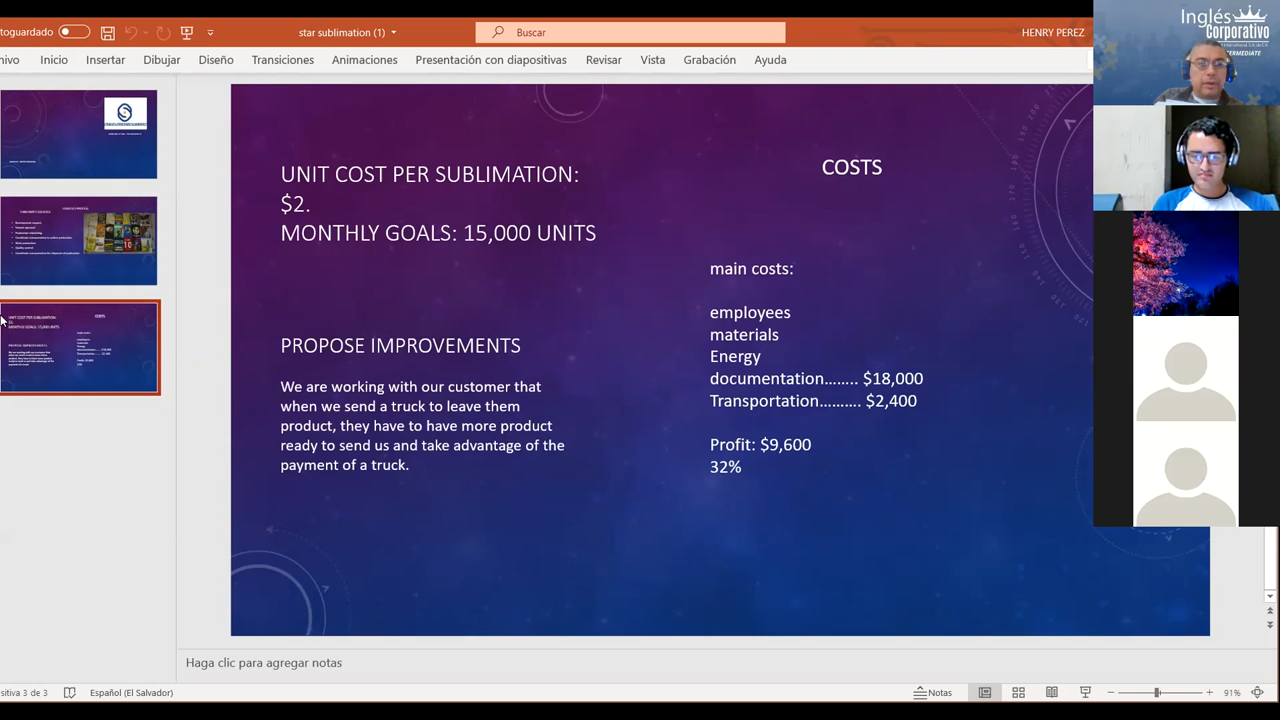 toguardado
star sublimation (1)
Buscar
HENRY PEREZ
hivo Inicio Insertar Dibujar Diseño Transiciones Animaciones Presentación con diapositivas Revisar Vista Grabación Ayuda
Inglés
Corporativo
UNIT COST PER SUBLIMATION:
$2.
MONTHLY GOALS: 15,000 UNITS
PROPOSE IMPROVEMENTS
We are working with our customer that
when we send a truck to leave them
product, they have to have more product
ready to send us and take advantage of the
payment of a truck.
COSTS
main costs:
employees
materials
Energy
documentation........ $18,000
Transportation.......... $2,400
Profit: $9,600
32%
Haga clic para agregar notas
sitiva 3 de 3
Español (El Salvador)
Notas
91%